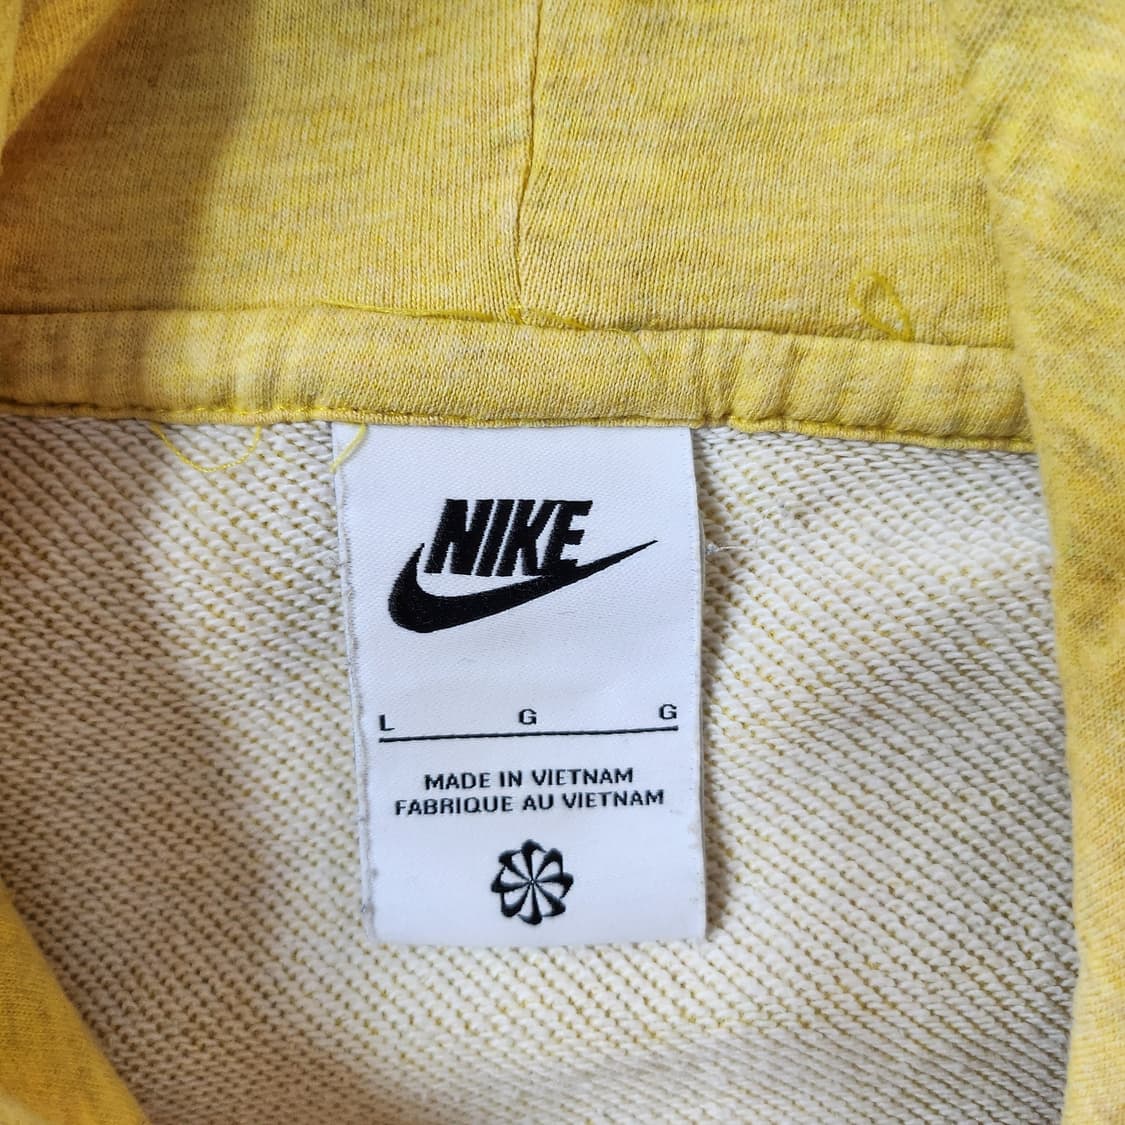 NIKE
L G G
MADE IN VIETNAM
FABRIQUE AU VIETNAM